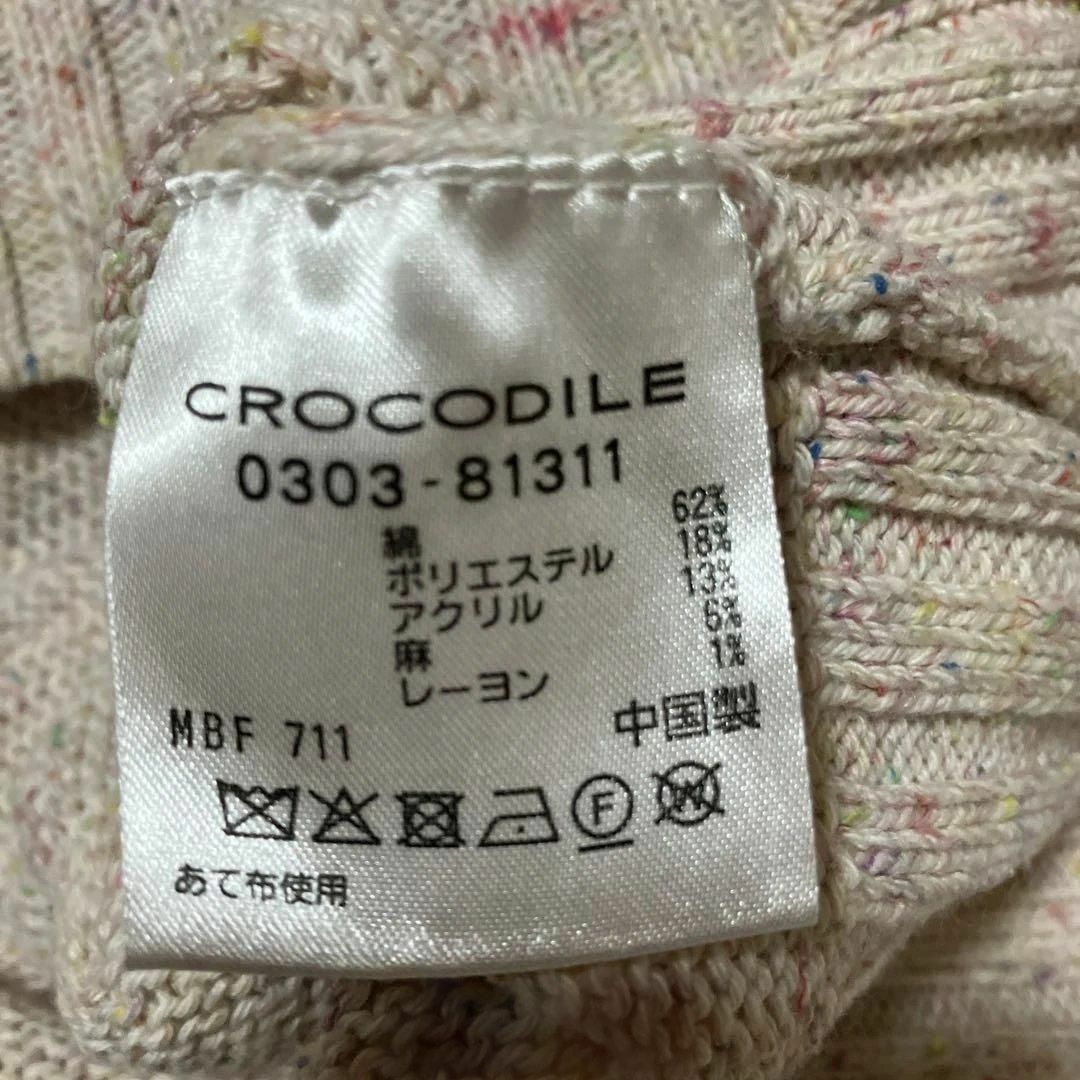 CROCODILE
0303-81311
綿 62%
ポリエステル 18%
アクリル 13%
麻 6%
レーヨン 1%
MBF 711 中国製
F W
あて布使用